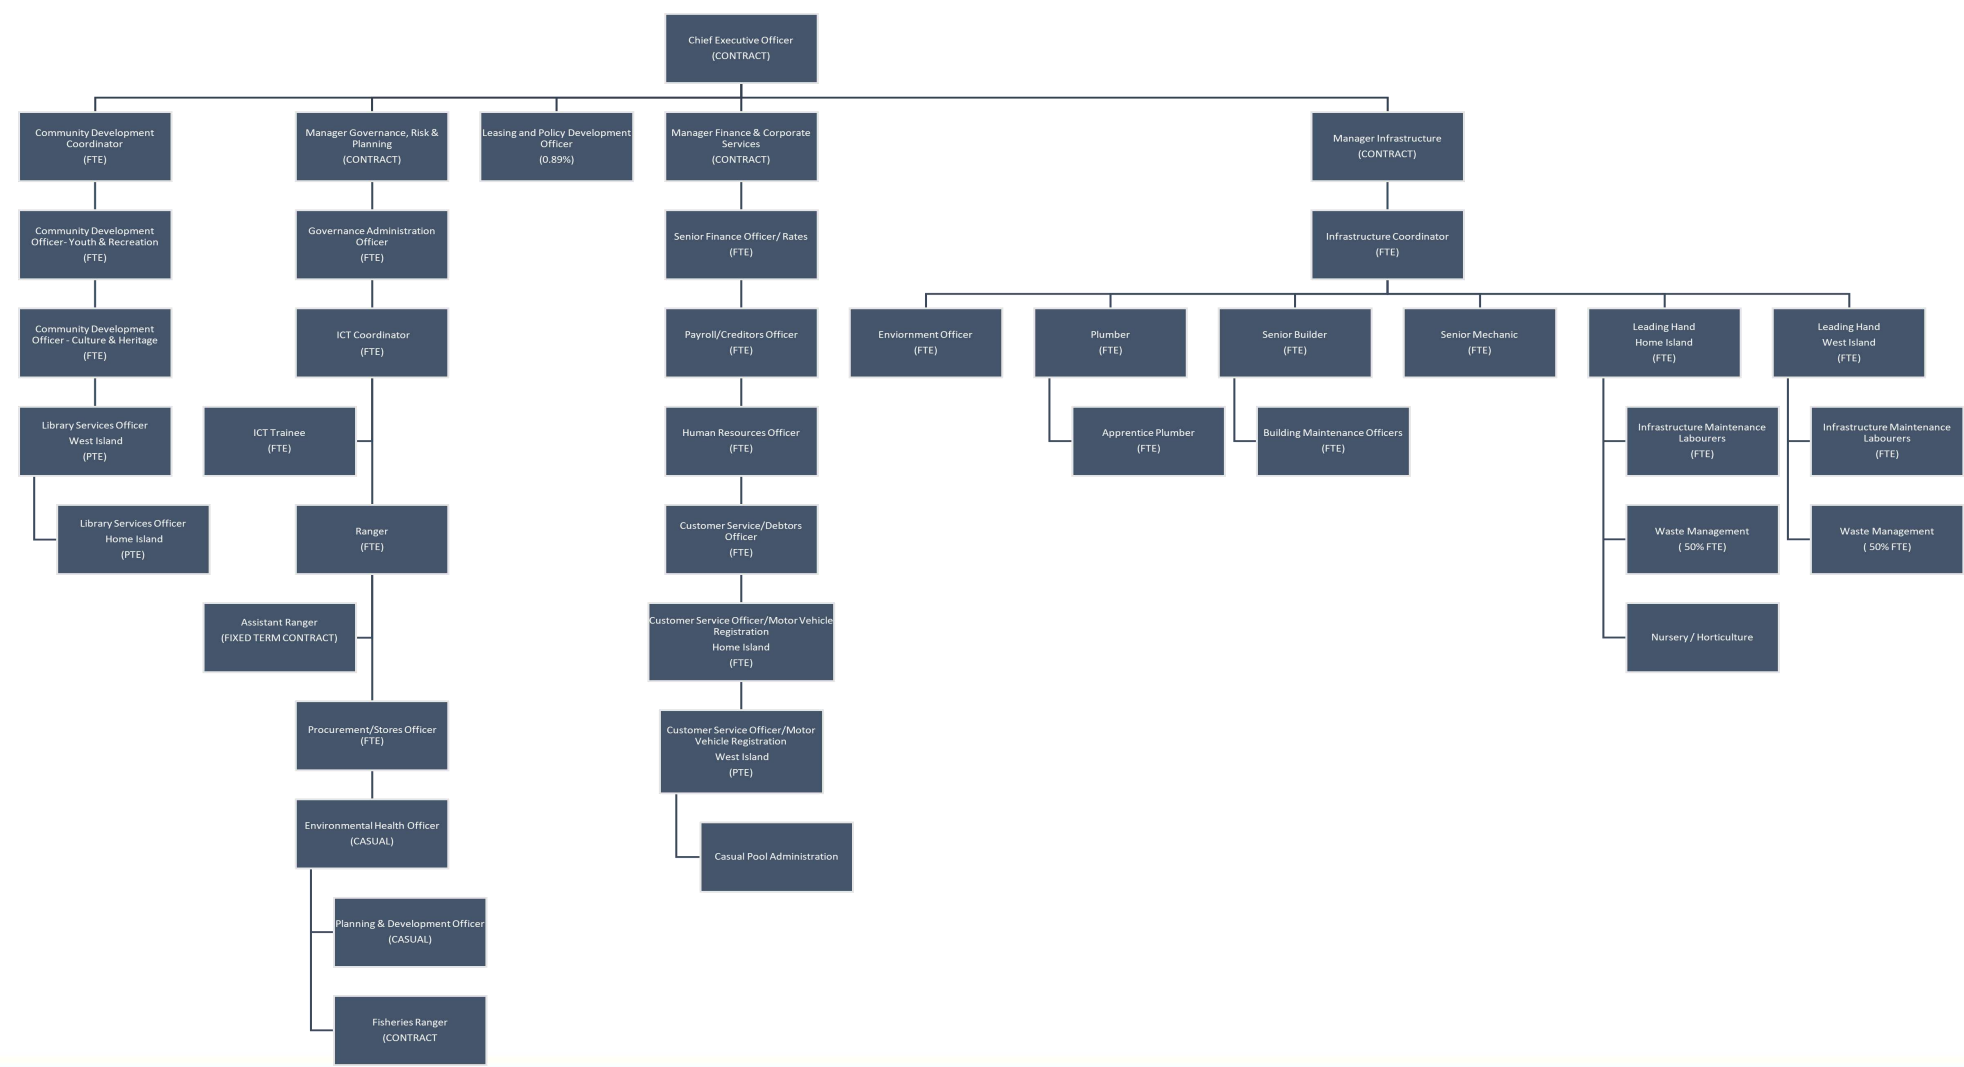 Chief Executive Officer
(CONTRACT)
Community Development
Coordinator
(FTE)
Manager Governance, Risk &
Planning
(CONTRACT)
Leasing and Policy Development
Officer
(0.89%)
Manager Finance & Corporate
Services
(CONTRACT)
Manager Infrastructure
(CONTRACT)
Community Development
Officer- Youth & Recreation
(FTE)
Governance Administration
Officer
(FTE)
Senior Finance Officer/ Rates
(FTE)
Infrastructure Coordinator
(FTE)
Community Development
Officer - Culture & Heritage
(FTE)
ICT Coordinator
(FTE)
Payroll/Creditors Officer
(FTE)
Enviornment Officer
(FTE)
Plumber
(FTE)
Senior Builder
(FTE)
Senior Mechanic
(FTE)
Leading Hand
Home Island
(FTE)
Leading Hand
West Island
(FTE)
Library Services Officer
West Island
(PTE)
ICT Trainee
(FTE)
Human Resources Officer
(FTE)
Apprentice Plumber
(FTE)
Building Maintenance Officers
(FTE)
Infrastructure Maintenance
Labourers
(FTE)
Infrastructure Maintenance
Labourers
(FTE)
Library Services Officer
Home Island
(PTE)
Ranger
(FTE)
Customer Service/Debtors
Officer
(FTE)
Waste Management
( 50% FTE)
Waste Management
( 50% FTE)
Assistant Ranger
(FIXED TERM CONTRACT)
Customer Service Officer/Motor Vehicle
Registration
Home Island
(FTE)
Nursery / Horticulture
Procurement/Stores Officer
(FTE)
Customer Service Officer/Motor
Vehicle Registration
West Island
(PTE)
Environmental Health Officer
(CASUAL)
Casual Pool Administration
Planning & Development Officer
(CASUAL)
Fisheries Ranger
(CONTRACT